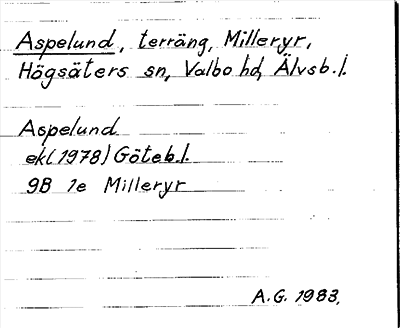 Aspelund, terräng, Milleryr,
Högsäters sn, Valbo hd, Älvsb. l.
Aspelund
ek (1978) Göteb. l.
9B 1e Milleryr
A.G. 1983.